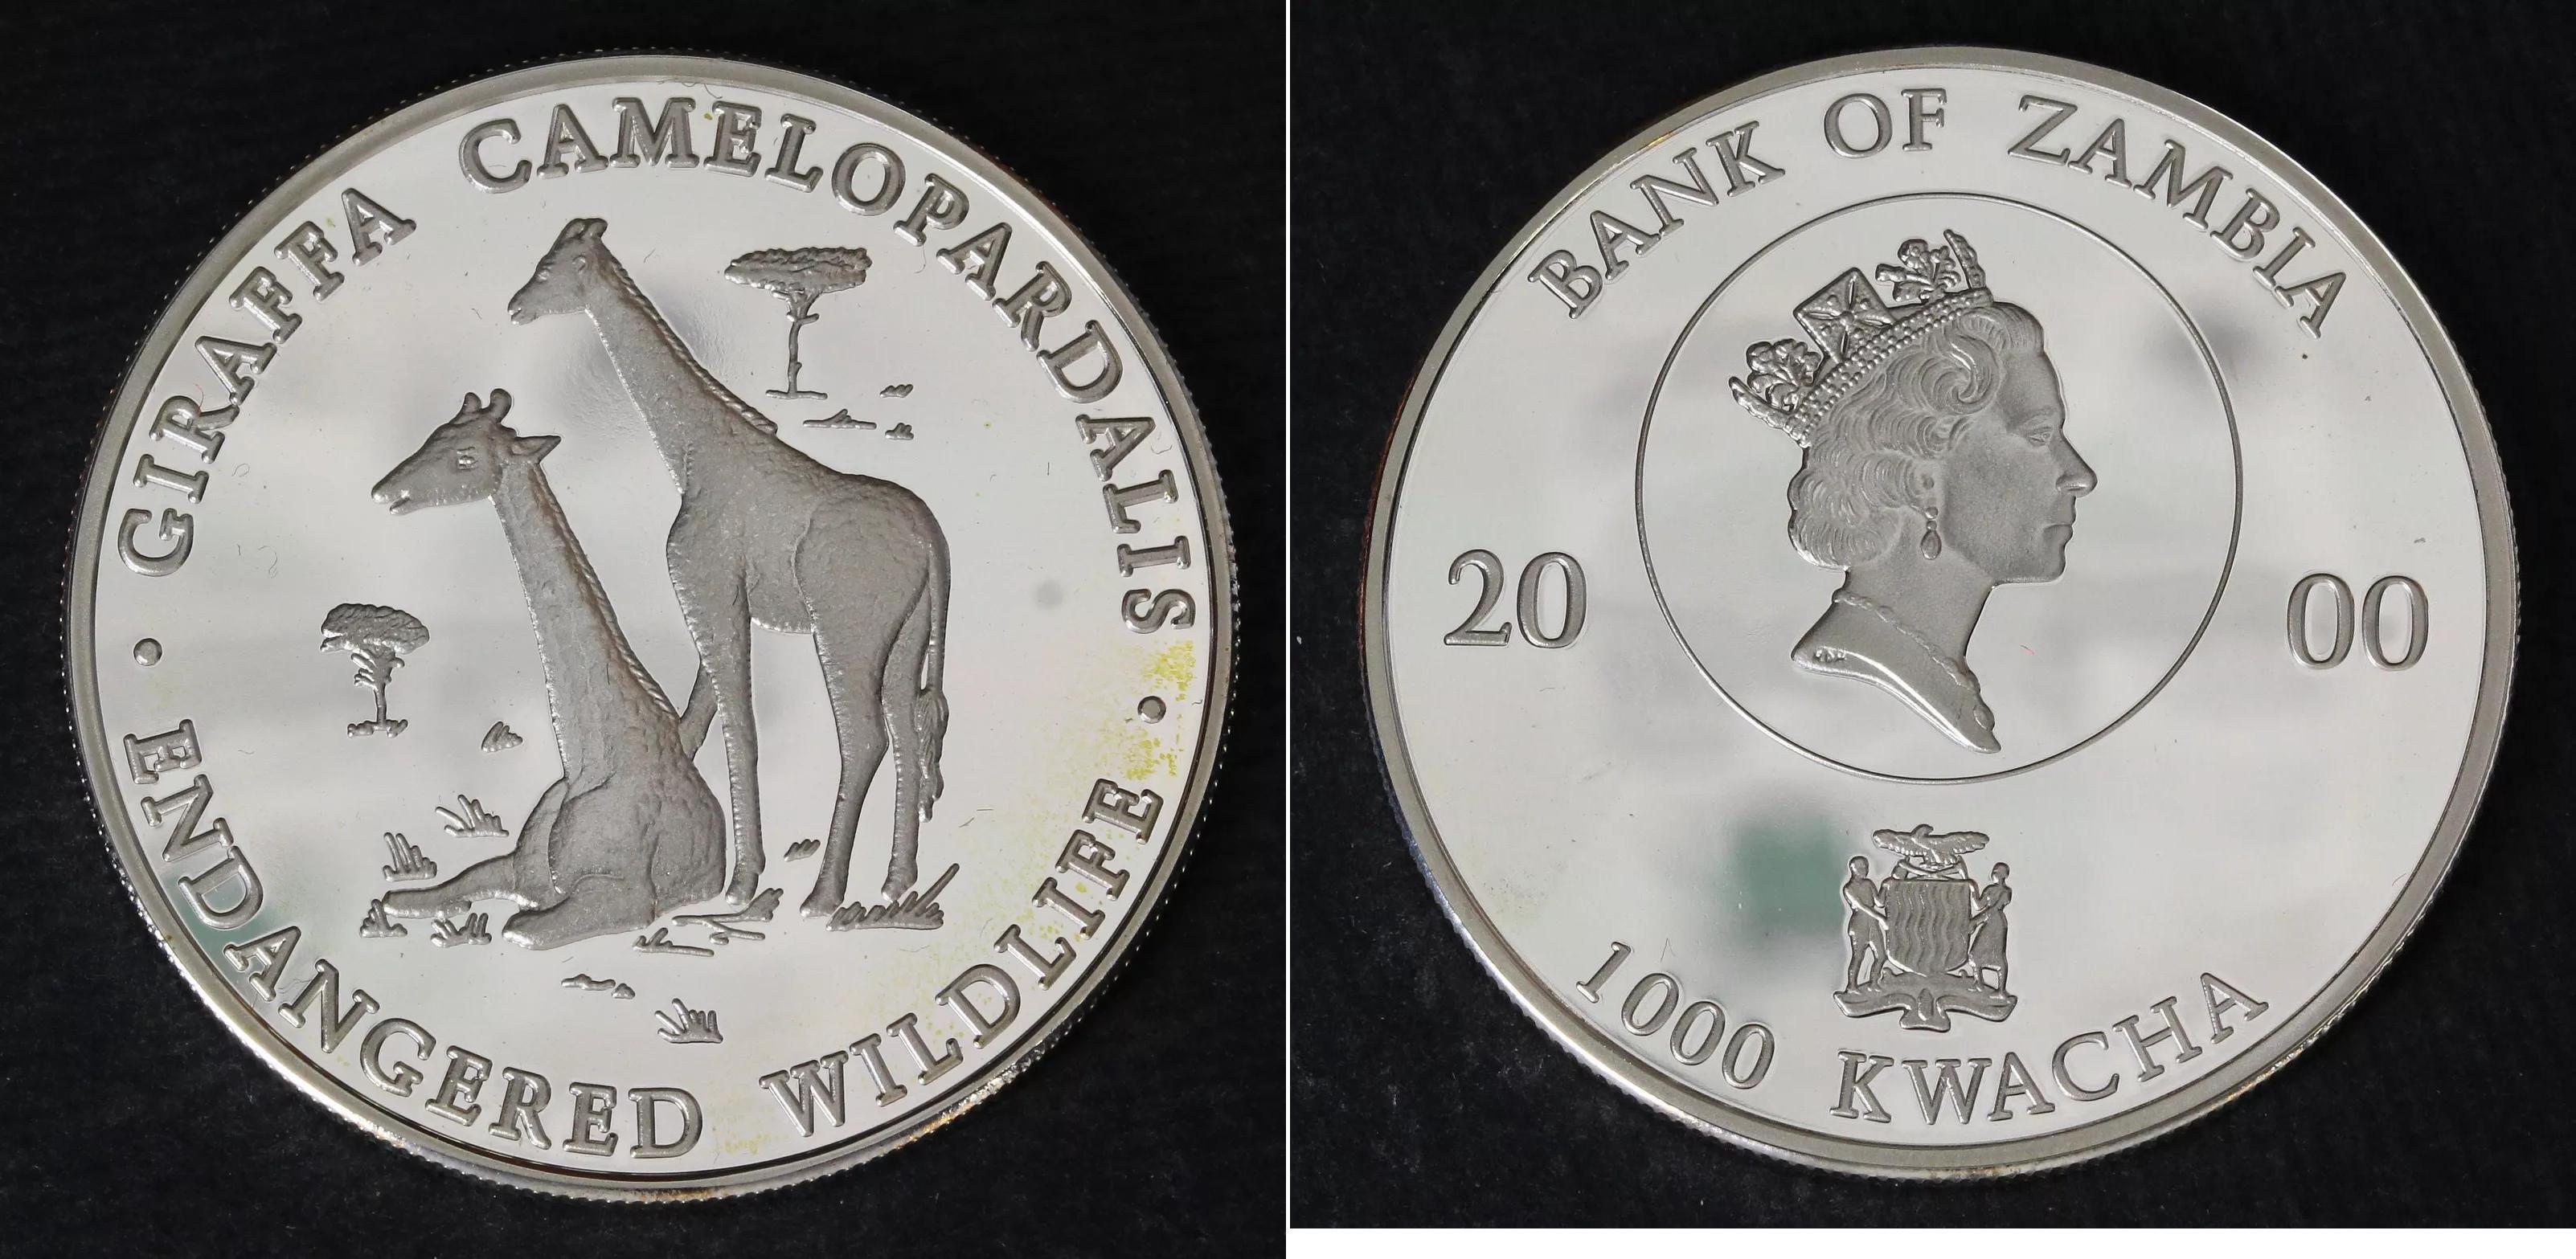 GIRAFFA CAMELOPARDALIS
• ENDANGERED WILDLIFE •
BANK OF ZAMBIA
20 00
1000 KWACHA